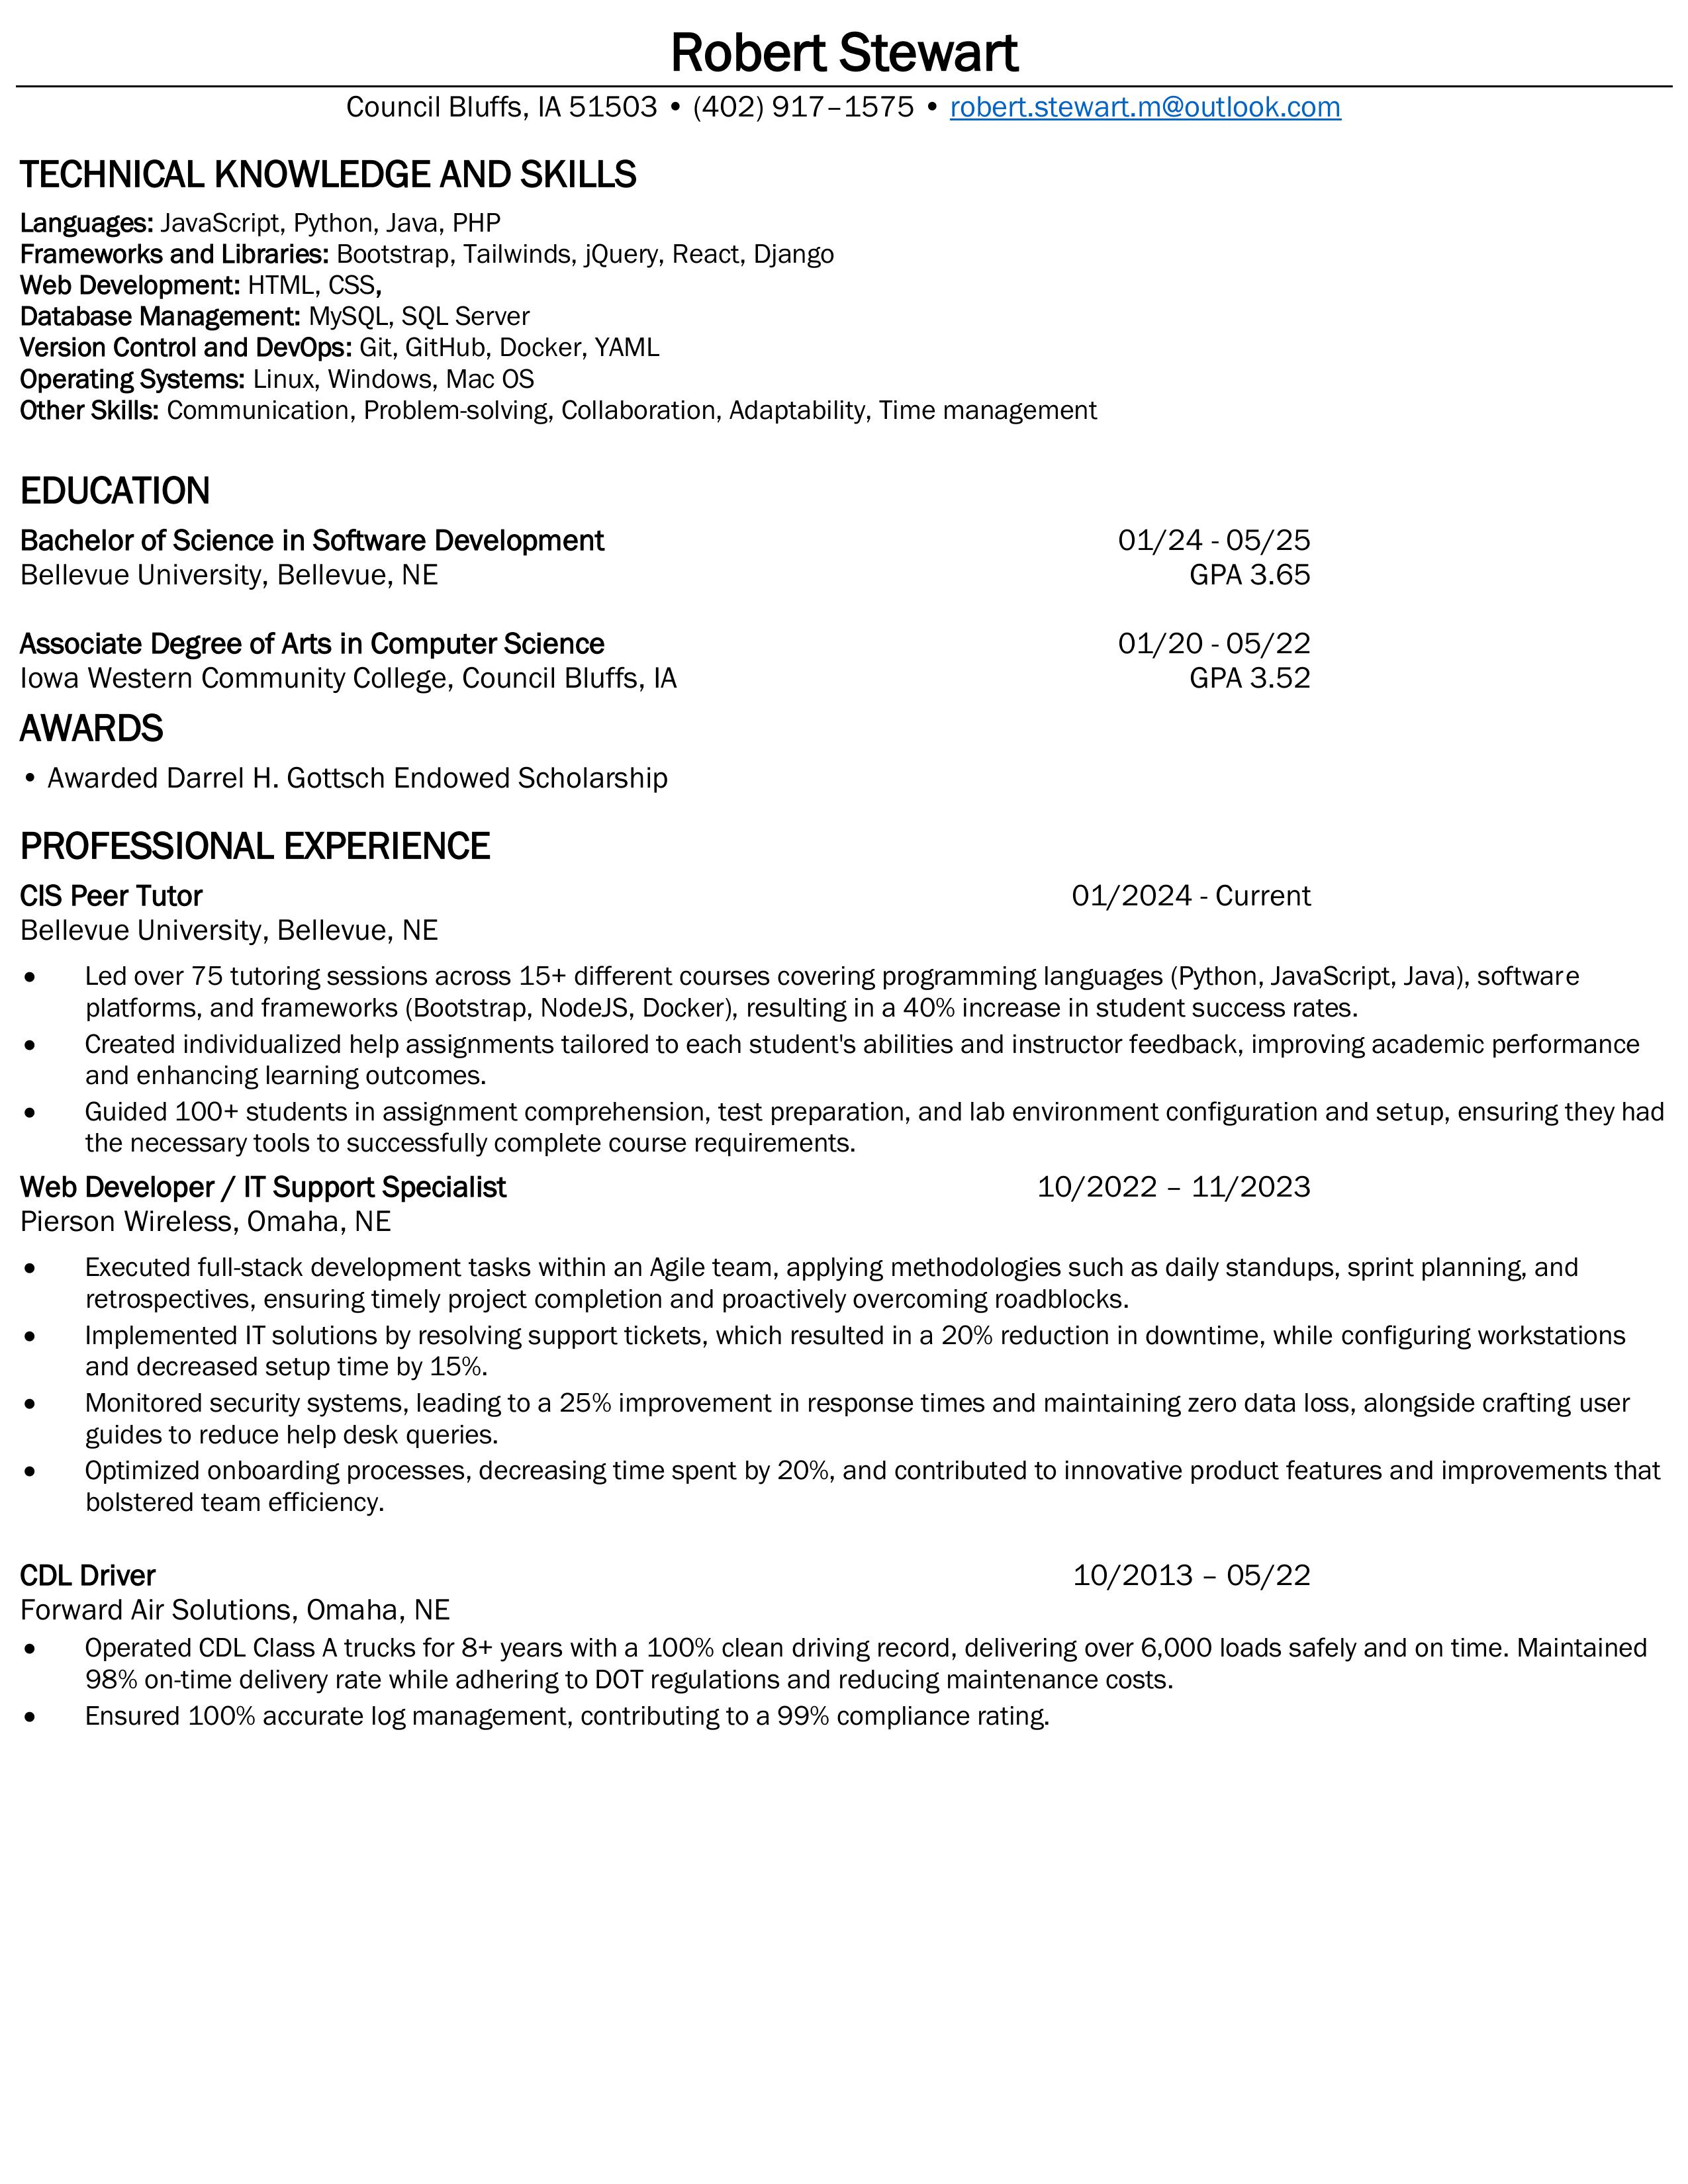 Robert Stewart
Council Bluffs, IA 51503 • (402) 917–1575 • robert.stewart.m@outlook.com
TECHNICAL KNOWLEDGE AND SKILLS
Languages: JavaScript, Python, Java, PHP
Frameworks and Libraries: Bootstrap, Tailwinds, jQuery, React, Django
Web Development: HTML, CSS,
Database Management: MySQL, SQL Server
Version Control and DevOps: Git, GitHub, Docker, YAML
Operating Systems: Linux, Windows, Mac OS
Other Skills: Communication, Problem-solving, Collaboration, Adaptability, Time management
EDUCATION
Bachelor of Science in Software Development 01/24 - 05/25
Bellevue University, Bellevue, NE GPA 3.65
Associate Degree of Arts in Computer Science 01/20 - 05/22
Iowa Western Community College, Council Bluffs, IA GPA 3.52
AWARDS
• Awarded Darrel H. Gottsch Endowed Scholarship
PROFESSIONAL EXPERIENCE
CIS Peer Tutor 01/2024 - Current
Bellevue University, Bellevue, NE
• Led over 75 tutoring sessions across 15+ different courses covering programming languages (Python, JavaScript, Java), software
platforms, and frameworks (Bootstrap, NodeJS, Docker), resulting in a 40% increase in student success rates.
• Created individualized help assignments tailored to each student's abilities and instructor feedback, improving academic performance
and enhancing learning outcomes.
• Guided 100+ students in assignment comprehension, test preparation, and lab environment configuration and setup, ensuring they had
the necessary tools to successfully complete course requirements.
Web Developer / IT Support Specialist 10/2022 – 11/2023
Pierson Wireless, Omaha, NE
• Executed full-stack development tasks within an Agile team, applying methodologies such as daily standups, sprint planning, and
retrospectives, ensuring timely project completion and proactively overcoming roadblocks.
• Implemented IT solutions by resolving support tickets, which resulted in a 20% reduction in downtime, while configuring workstations
and decreased setup time by 15%.
• Monitored security systems, leading to a 25% improvement in response times and maintaining zero data loss, alongside crafting user
guides to reduce help desk queries.
• Optimized onboarding processes, decreasing time spent by 20%, and contributed to innovative product features and improvements that
bolstered team efficiency.
CDL Driver 10/2013 – 05/22
Forward Air Solutions, Omaha, NE
• Operated CDL Class A trucks for 8+ years with a 100% clean driving record, delivering over 6,000 loads safely and on time. Maintained
98% on-time delivery rate while adhering to DOT regulations and reducing maintenance costs.
• Ensured 100% accurate log management, contributing to a 99% compliance rating.